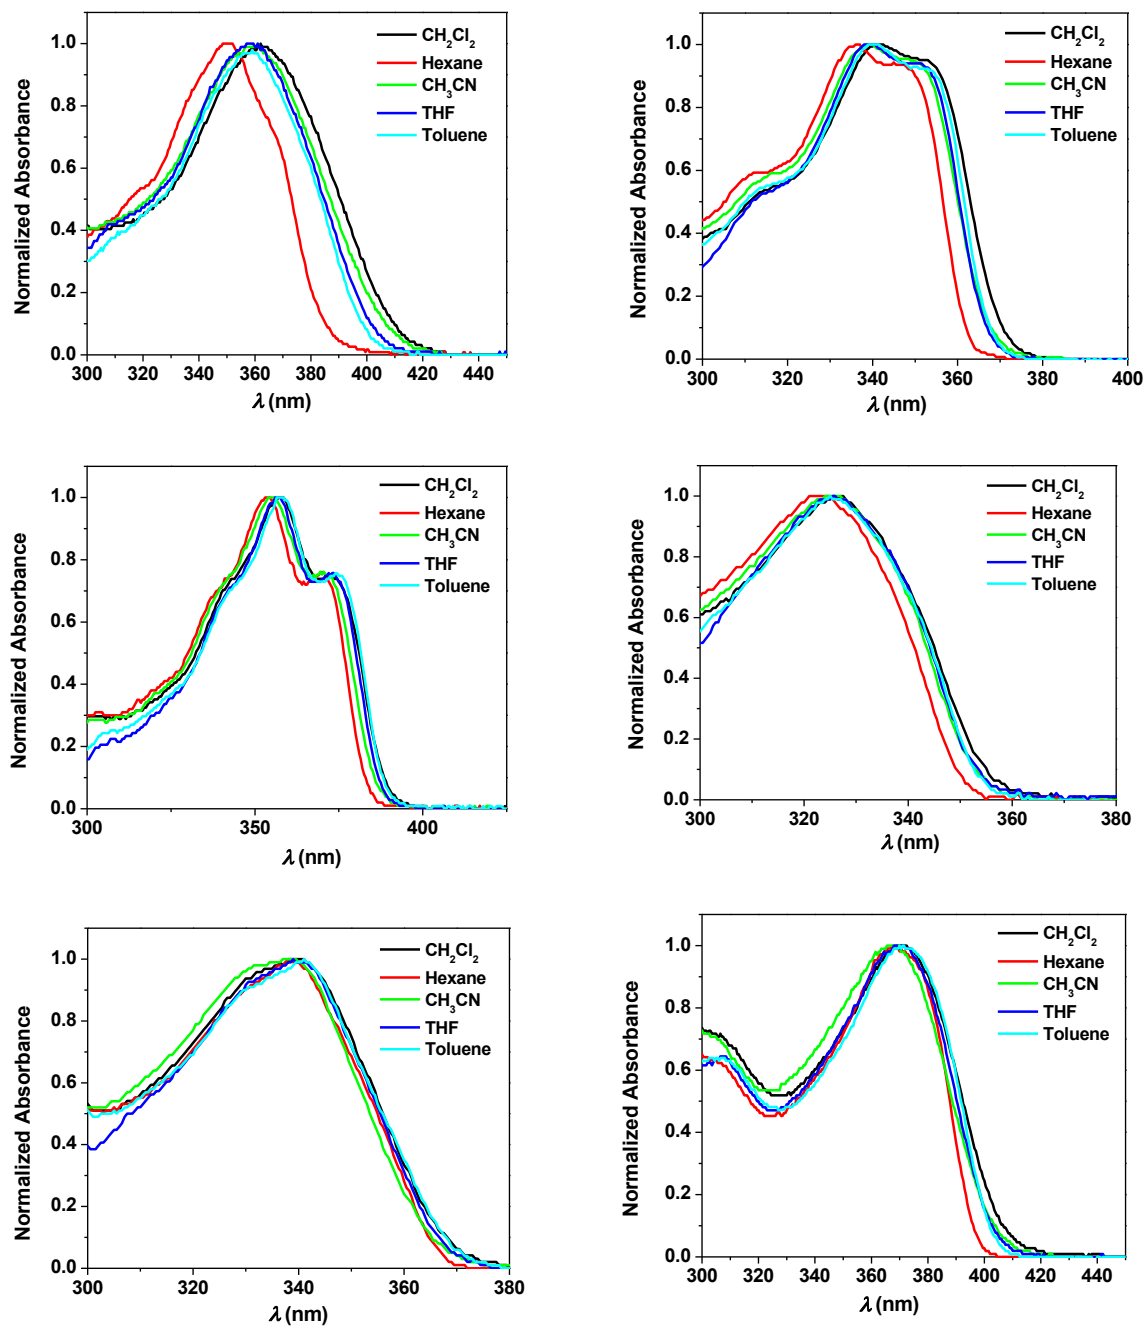 Normalized Absorbance
1.0
0.8
0.6
0.4
0.2
0.0
CH2Cl2
Hexane
CH3CN
THF
Toluene
300 320 340 360 380 400 420 440
λ (nm)
Normalized Absorbance
1.0
0.8
0.6
0.4
0.2
0.0
CH2Cl2
Hexane
CH3CN
THF
Toluene
300 320 340 360 380 400
λ (nm)
Normalized Absorbance
1.0
0.8
0.6
0.4
0.2
0.0
CH2Cl2
Hexane
CH3CN
THF
Toluene
300 350 400
λ (nm)
Normalized Absorbance
1.0
0.8
0.6
0.4
0.2
0.0
CH2Cl2
Hexane
CH3CN
THF
Toluene
300 320 340 360 380
λ (nm)
Normalized Absorbance
1.0
0.8
0.6
0.4
0.2
0.0
CH2Cl2
Hexane
CH3CN
THF
Toluene
300 320 340 360 380
λ (nm)
Normalized Absorbance
1.0
0.8
0.6
0.4
0.2
0.0
CH2Cl2
Hexane
CH3CN
THF
Toluene
300 320 340 360 380 400 420 440
λ (nm)